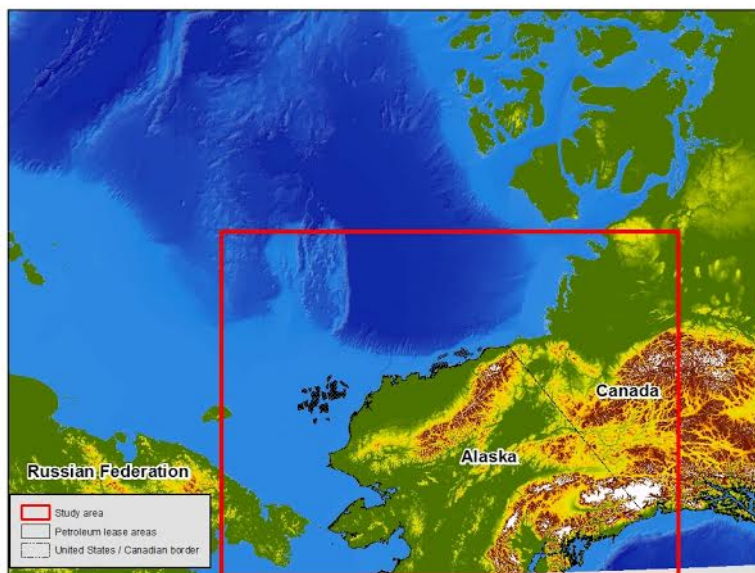 Canada
Alaska
Russian Federation
Study area
Petroleum lease areas
United States / Canadian border